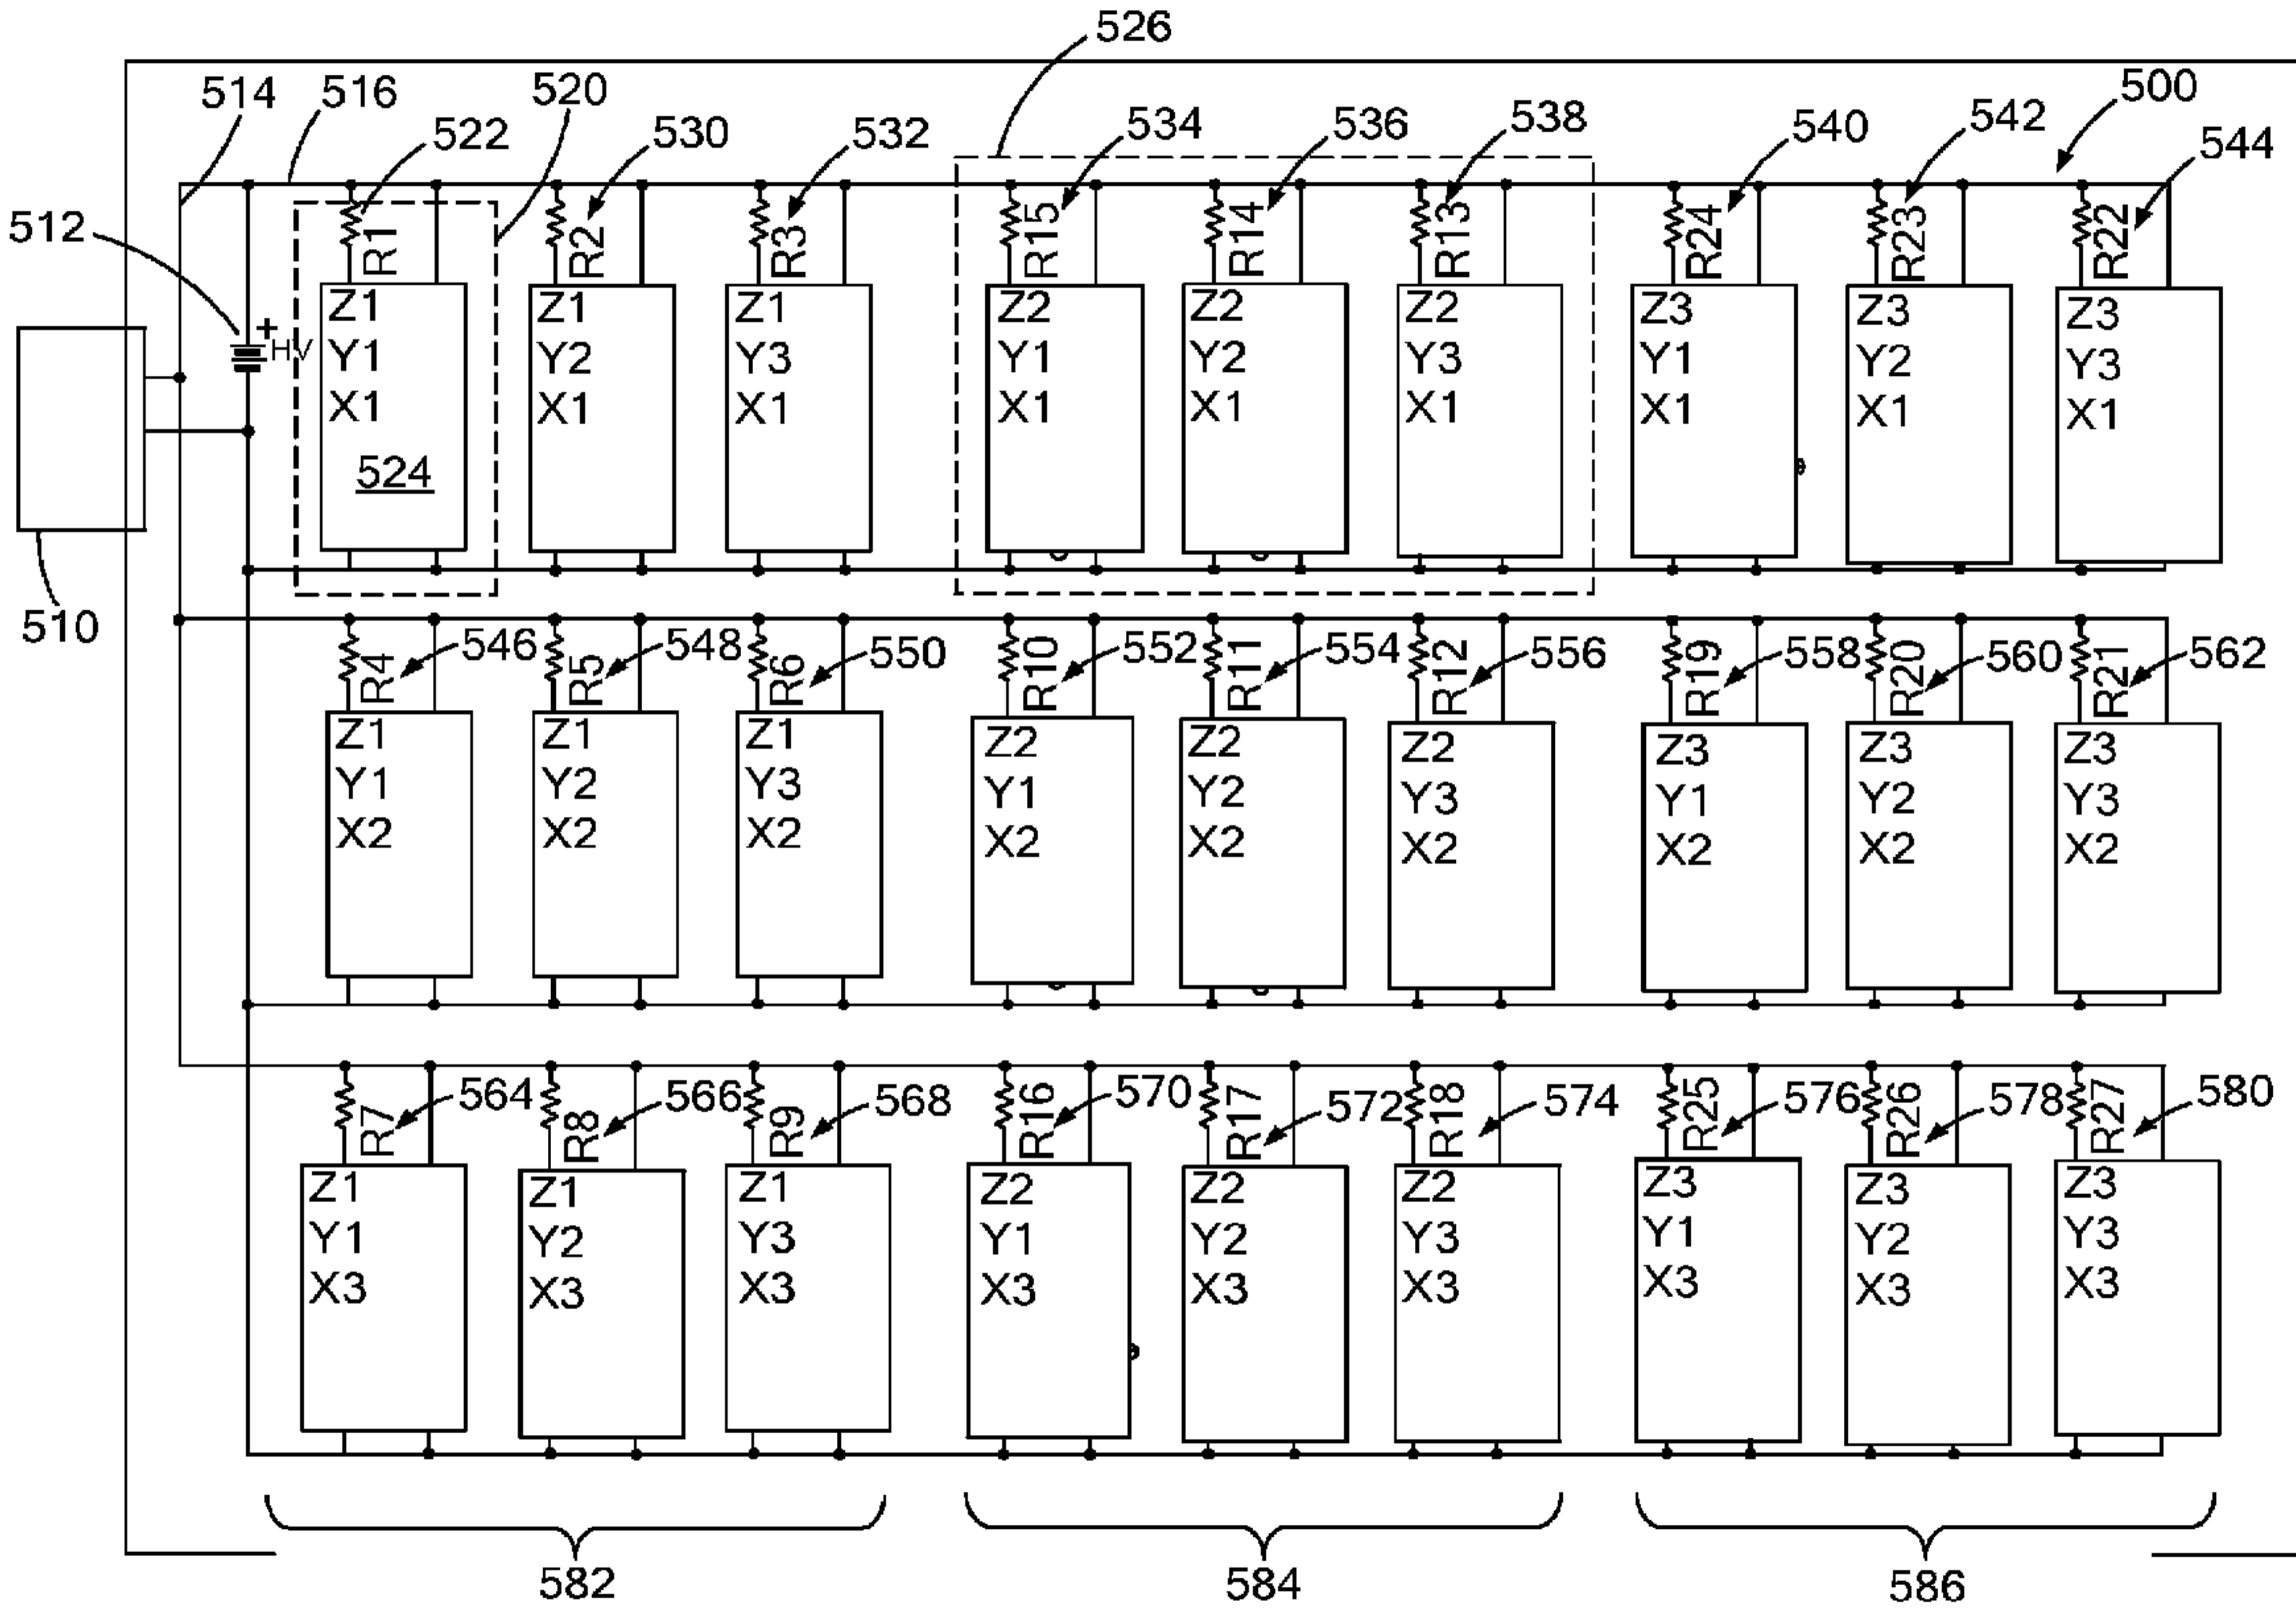 526
514
516
520
522
530
532
534
536
538
540
542
500
544
512
R1
R2
R3
R15
R14
R13
R24
R23
R22
+
HV
Z1
Y1
X1
524
Z1
Y2
X1
Z1
Y3
X1
Z2
Y1
X1
Z2
Y2
X1
Z2
Y3
X1
Z3
Y1
X1
Z3
Y2
X1
Z3
Y3
X1
510
R4
546
R5
548
R6
550
R10
552
R11
554
R12
556
R19
558
R20
560
R21
562
Z1
Y1
X2
Z1
Y2
X2
Z1
Y3
X2
Z2
Y1
X2
Z2
Y2
X2
Z2
Y3
X2
Z3
Y1
X2
Z3
Y2
X2
Z3
Y3
X2
R7
564
R8
566
R9
568
R16
570
R17
572
R18
574
R25
576
R26
578
R27
580
Z1
Y1
X3
Z1
Y2
X3
Z1
Y3
X3
Z2
Y1
X3
Z2
Y2
X3
Z2
Y3
X3
Z3
Y1
X3
Z3
Y2
X3
Z3
Y3
X3
582
584
586